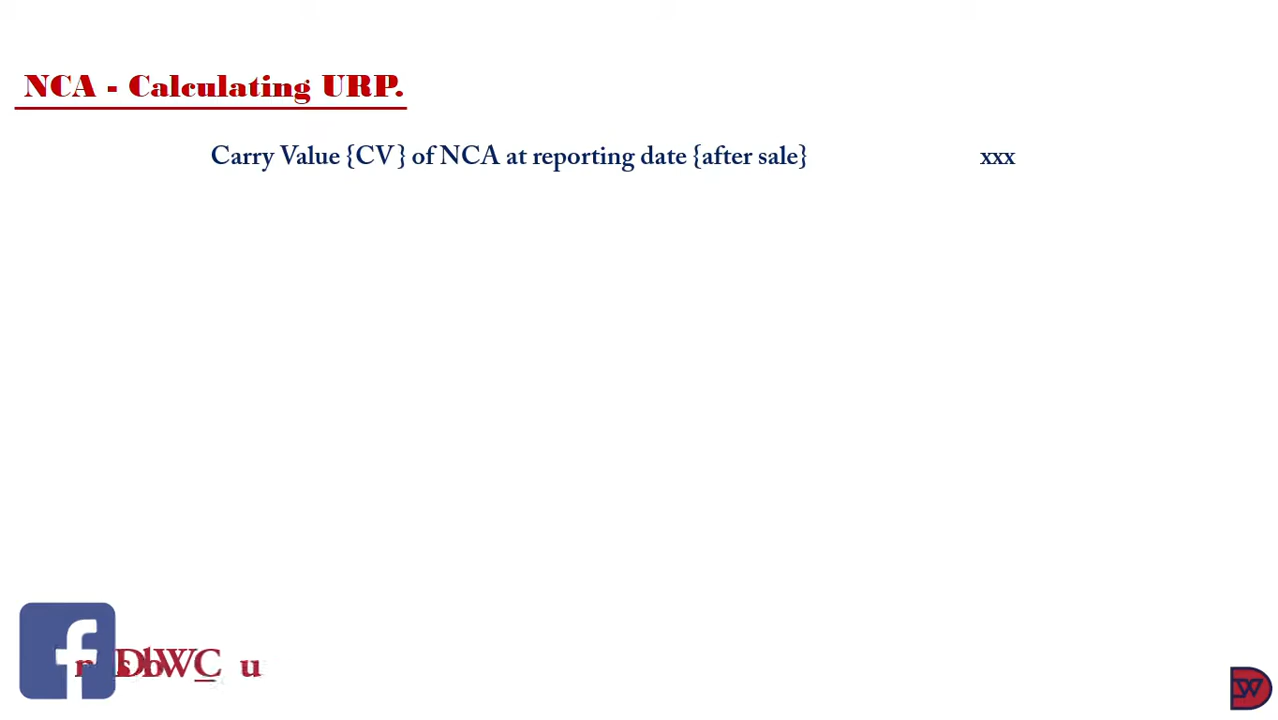 NCA - Calculating URP.
Carry Value {CV} of NCA at reporting date {after sale} xxx